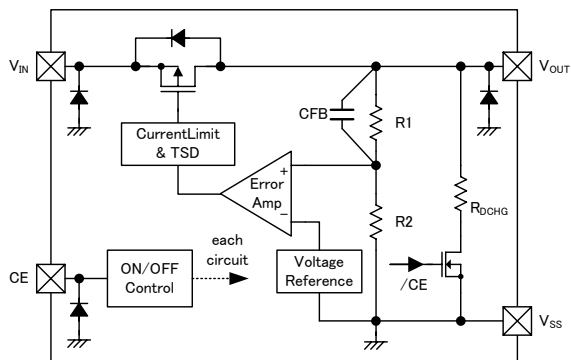 VIN
VOUT
CFB
R1
CurrentLimit
& TSD
+
Error
Amp
−
R2
RDCHG
each
circuit
CE
ON/OFF
Control
Voltage
Reference
/CE
VSS